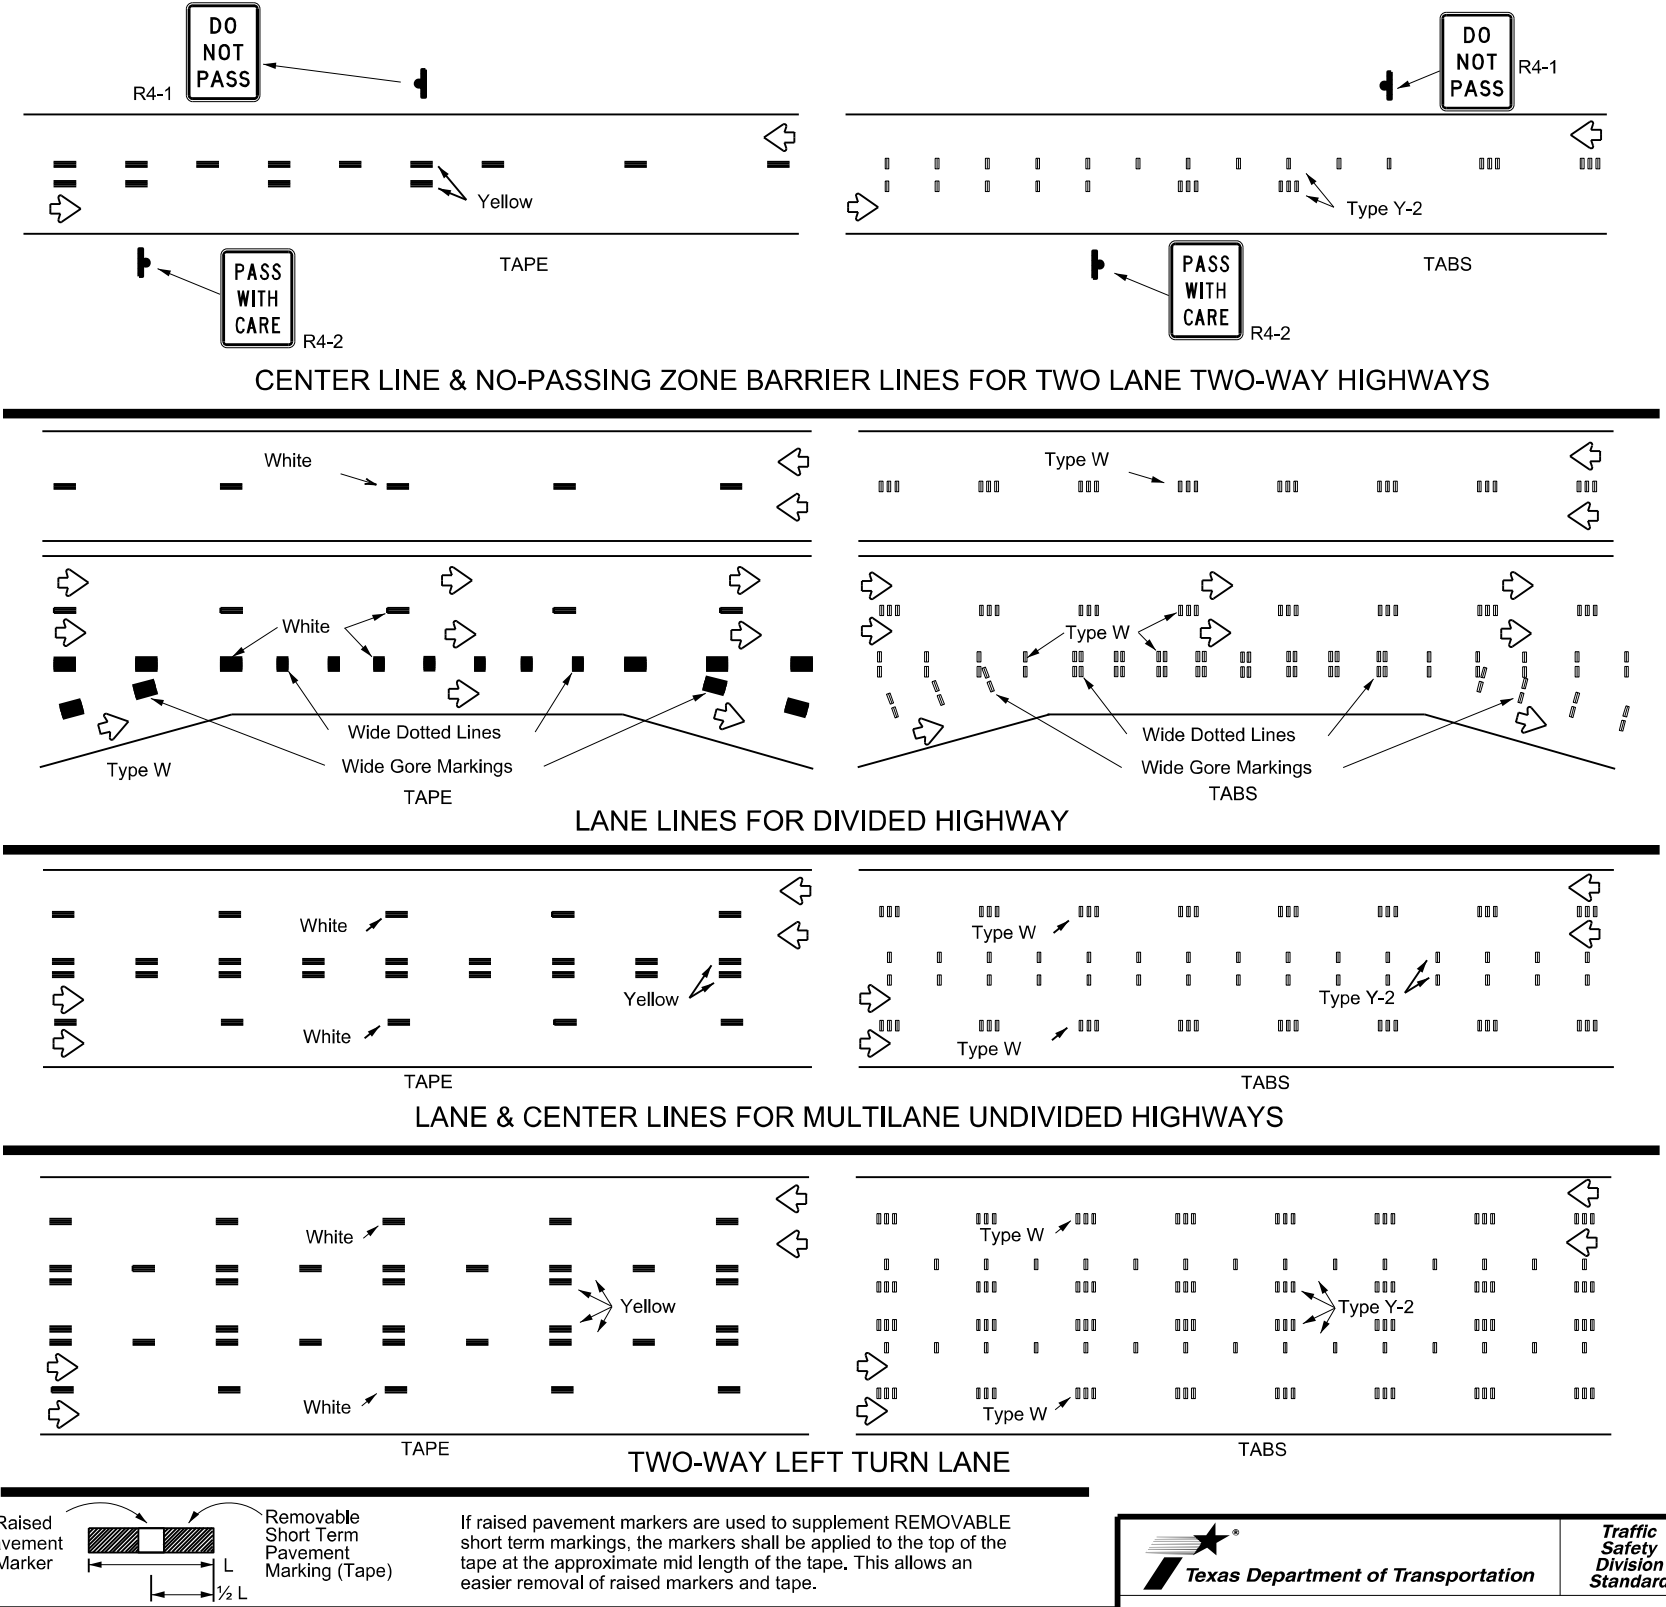 DO
NOT
PASS
R4-1
DO
NOT
PASS
R4-1
Yellow
Type Y-2
PASS
WITH
CARE
R4-2
TAPE
PASS
WITH
CARE
R4-2
TABS
CENTER LINE & NO-PASSING ZONE BARRIER LINES FOR TWO LANE TWO-WAY HIGHWAYS
White
Type W
White
Type W
Wide Dotted Lines
Wide Gore Markings
Type W
TAPE
Wide Dotted Lines
Wide Gore Markings
TABS
LANE LINES FOR DIVIDED HIGHWAY
White
Yellow
White
TAPE
Type W
Type Y-2
Type W
TABS
LANE & CENTER LINES FOR MULTILANE UNDIVIDED HIGHWAYS
White
Yellow
White
TAPE
Type W
Type Y-2
Type W
TABS
TWO-WAY LEFT TURN LANE
Raised
avement
Marker
L
½ L
Removable
Short Term
Pavement
Marking (Tape)
If raised pavement markers are used to supplement REMOVABLE
short term markings, the markers shall be applied to the top of the
tape at the approximate mid length of the tape. This allows an
easier removal of raised markers and tape.
®
Texas Department of Transportation
Traffic
Safety
Division
Standard